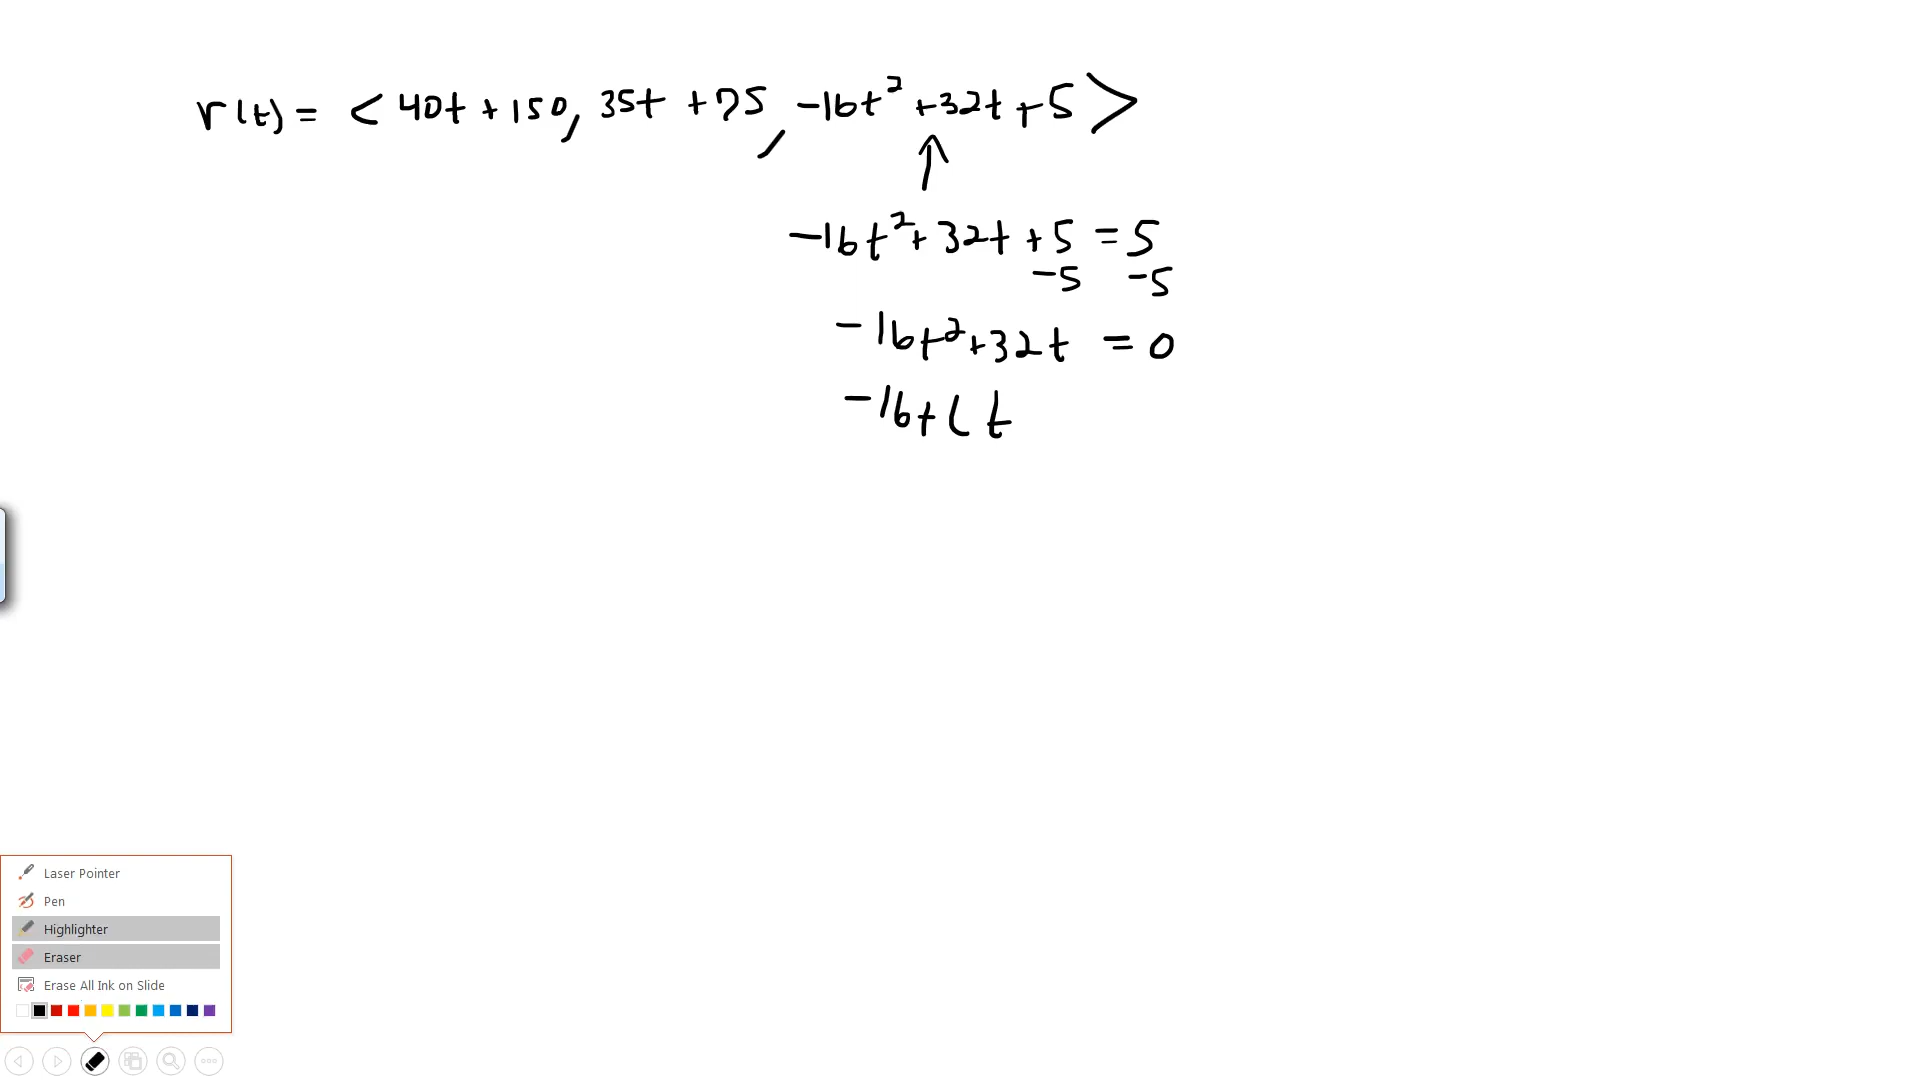 r(t) = < 40t + 150, 35t + 75, -16t² + 32t + 5 >
-16t² + 32t + 5 = 5
-5 -5
-16t² + 32t = 0
-16t ( t
Laser Pointer
Pen
Highlighter
Eraser
Erase All Ink on Slide